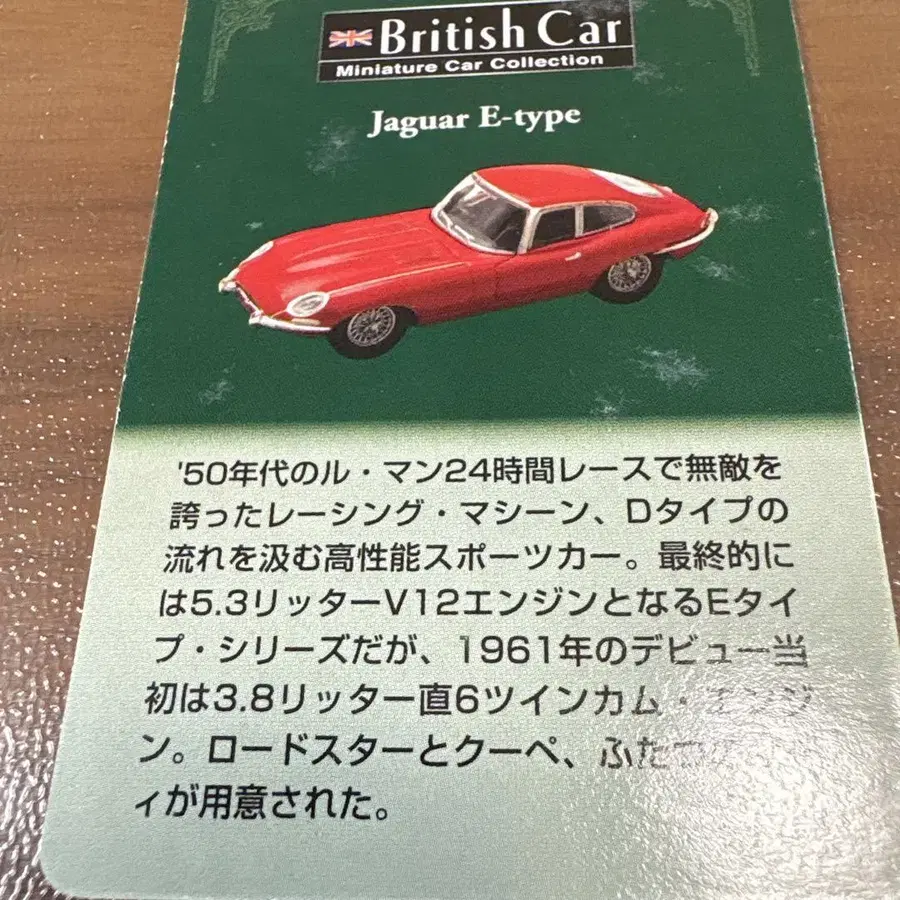 British Car
Miniature Car Collection
Jaguar E-type
'50年代のル・マン24時間レースで無敵を
誇ったレーシング・マシーン、Dタイプの
流れを汲む高性能スポーツカー。最終的に
は5.3リッターV12エンジンとなるEタイ
プ・シリーズだが、1961年のデビュー当
初は3.8リッター直6ツインカム・エンジ
ン。ロードスターとクーペ、ふたつ
ィが用意された。